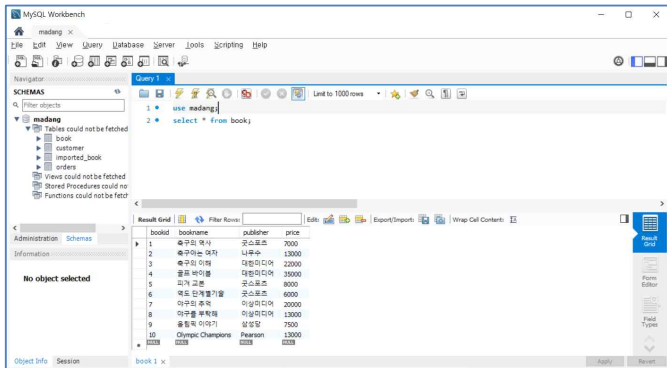 MySQL Workbench
madang ×
File Edit View Query Database Server Tools Scripting Help
Navigator
SCHEMAS
Filter objects
madang
Tables could not be fetched
book
customer
imported_book
orders
Views could not be fetched
Stored Procedures could no
Functions could not be fetch
Administration Schemas
Information
No object selected
Object Info Session
Query 1 ×
Limit to 1000 rows
1 use madang;
2 select * from book;
Result Grid Filter Rows: Edit: Export/Import: Wrap Cell Content:
bookid bookname publisher price
1 축구의 역사 굿스포츠 7000
2 축구아는 여자 나무수 13000
3 축구의 이해 대한미디어 22000
4 골프 바이블 대한미디어 35000
5 피겨 교본 굿스포츠 8000
6 역도 단계별기술 굿스포츠 6000
7 야구의 추억 이상미디어 20000
8 야구를 부탁해 이상미디어 13000
9 올림픽 이야기 삼성당 7500
10 Olympic Champions Pearson 13000
NULL NULL NULL NULL
Result Grid
Form Editor
Field Types
book 1 ×
Apply Revert